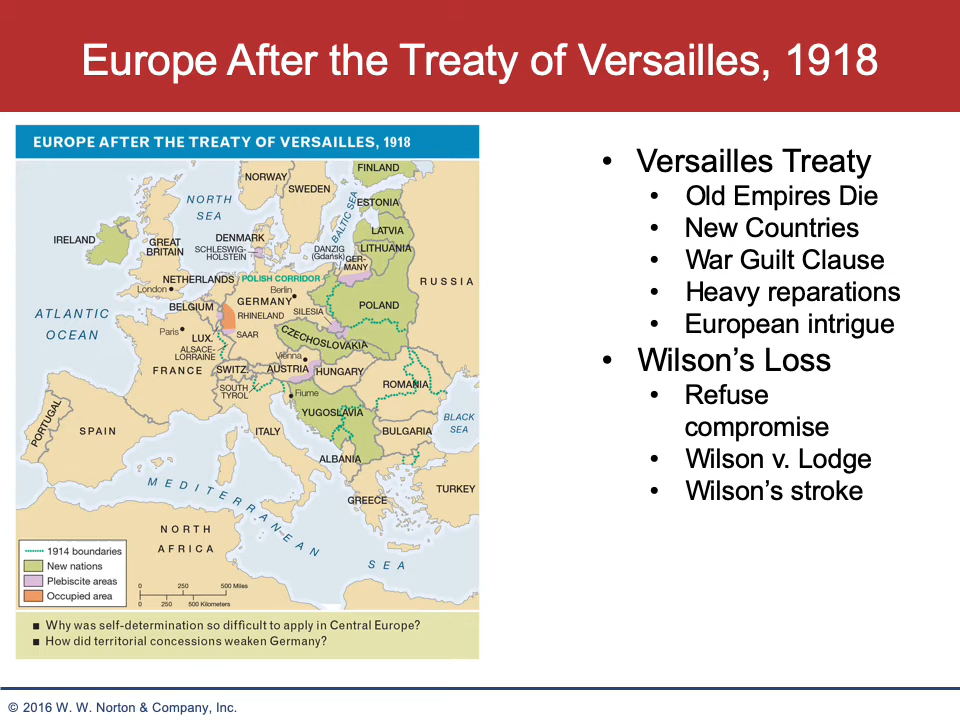 Europe After the Treaty of Versailles, 1918
EUROPE AFTER THE TREATY OF VERSAILLES, 1918
FINLAND
NORWAY
SWEDEN
NORTH
SEA
BALTIC SEA
ESTONIA
LATVIA
IRELAND
GREAT
BRITAIN
DENMARK
SCHLESWIG-
HOLSTEIN
DANZIG
(Gdańsk)
LITHUANIA
GER-
MANY
RUSSIA
NETHERLANDS
POLISH CORRIDOR
London
Berlin
BELGIUM
GERMANY
SILESIA
POLAND
RHINELAND
ATLANTIC
OCEAN
Paris
LUX.
SAAR
CZECHOSLOVAKIA
ALSACE-
LORRAINE
Vienna
FRANCE
SWITZ.
AUSTRIA
HUNGARY
ROMANIA
SOUTH
TYROL
Fiume
YUGOSLAVIA
BLACK
SEA
PORTUGAL
SPAIN
ITALY
BULGARIA
ALBANIA
MEDITERRANEAN
SEA
GREECE
TURKEY
NORTH
AFRICA
1914 boundaries
New nations
Plebiscite areas
Occupied area
0 250 500 Miles
0 250 500 Kilometers
■ Why was self-determination so difficult to apply in Central Europe?
■ How did territorial concessions weaken Germany?
• Versailles Treaty
• Old Empires Die
• New Countries
• War Guilt Clause
• Heavy reparations
• European intrigue
• Wilson’s Loss
• Refuse
compromise
• Wilson v. Lodge
• Wilson’s stroke
© 2016 W. W. Norton & Company, Inc.